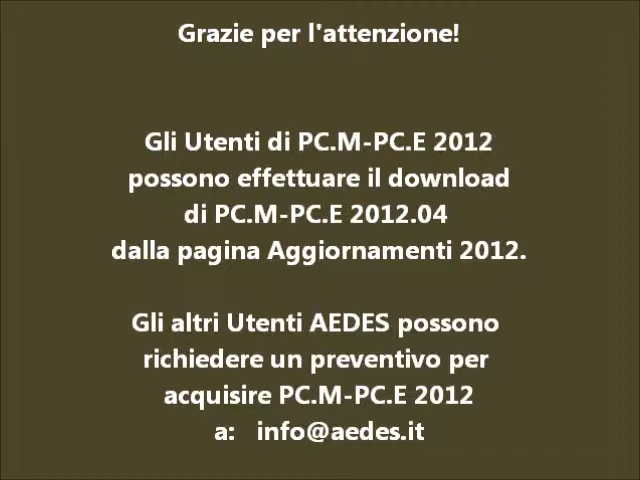 Grazie per l'attenzione!
Gli Utenti di PC.M-PC.E 2012
possono effettuare il download
di PC.M-PC.E 2012.04
dalla pagina Aggiornamenti 2012.
Gli altri Utenti AEDES possono
richiedere un preventivo per
acquisire PC.M-PC.E 2012
a: info@aedes.it